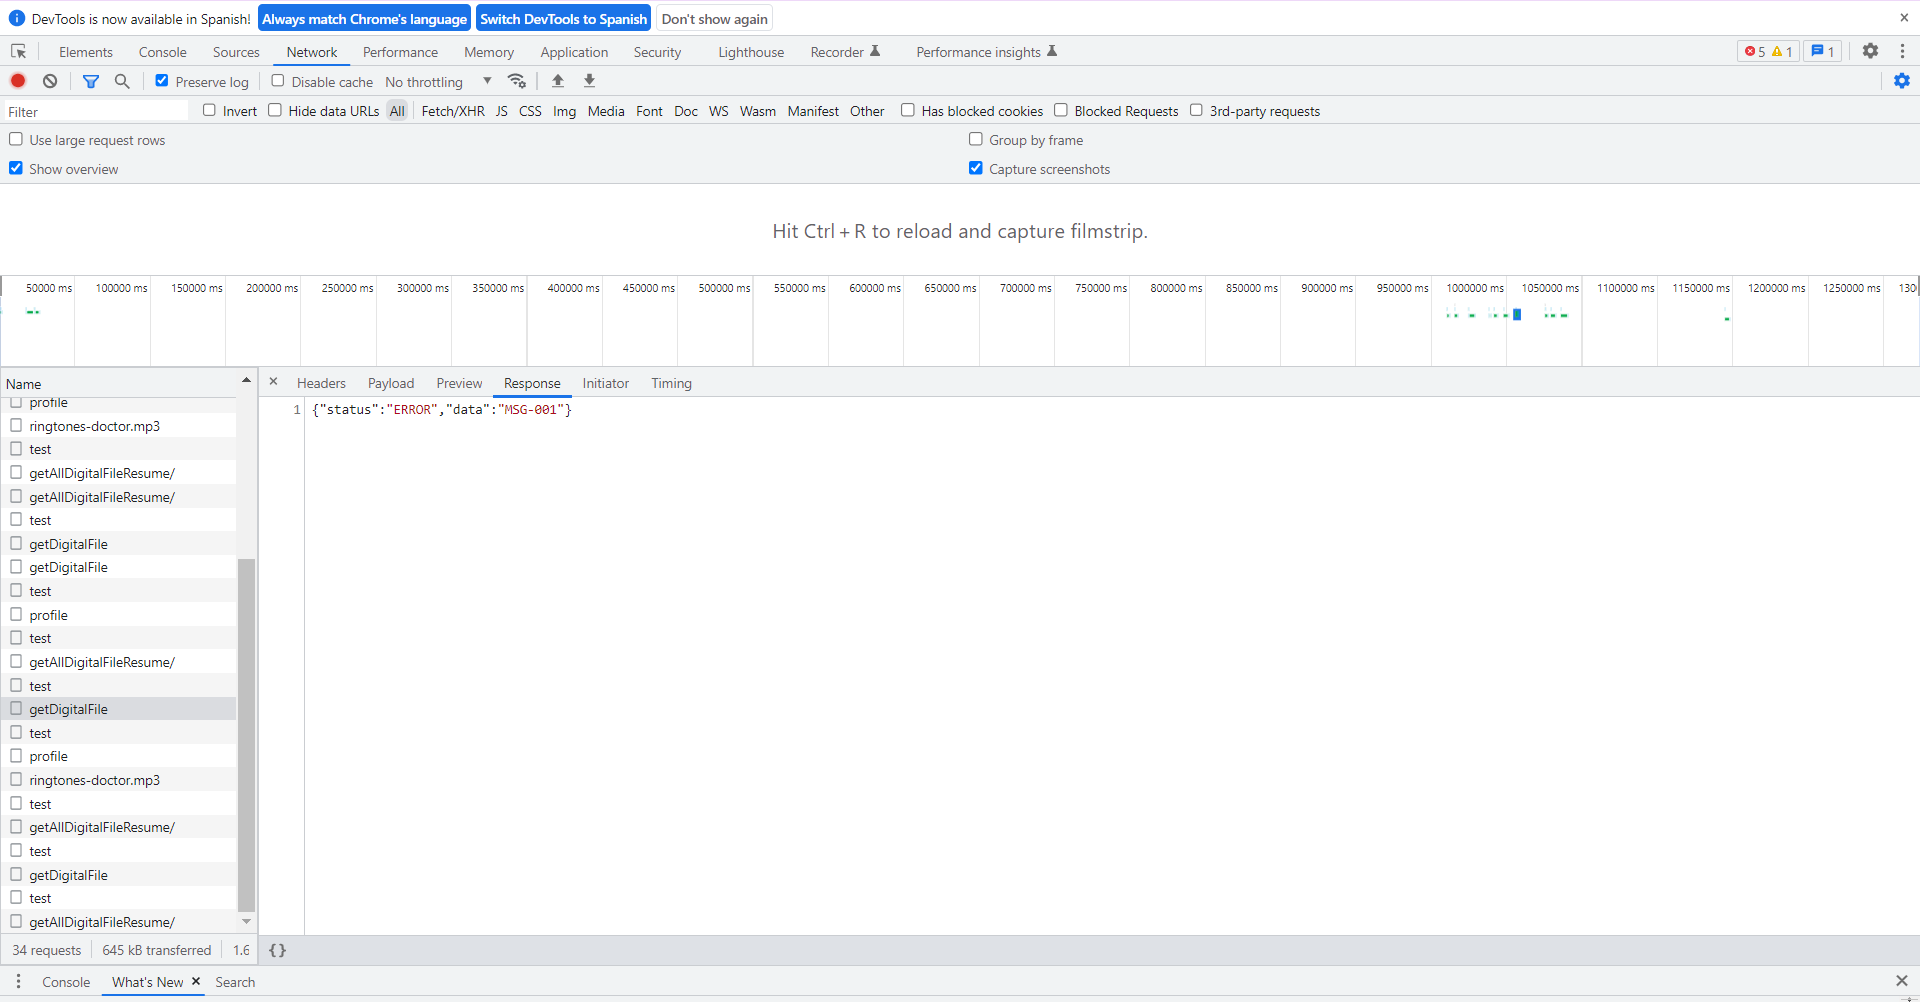 DevTools is now available in Spanish! Always match Chrome's language Switch DevTools to Spanish Don't show again
Elements Console Sources Network Performance Memory Application Security Lighthouse Recorder Performance insights 5 1 1
Preserve log Disable cache No throttling
Filter Invert Hide data URLs All Fetch/XHR JS CSS Img Media Font Doc WS Wasm Manifest Other Has blocked cookies Blocked Requests 3rd-party requests
Use large request rows Group by frame
Show overview Capture screenshots
Hit Ctrl + R to reload and capture filmstrip.
50000 ms 100000 ms 150000 ms 200000 ms 250000 ms 300000 ms 350000 ms 400000 ms 450000 ms 500000 ms 550000 ms 600000 ms 650000 ms 700000 ms 750000 ms 800000 ms 850000 ms 900000 ms 950000 ms 1000000 ms 1050000 ms 1100000 ms 1150000 ms 1200000 ms 1250000 ms 130
Name
Headers Payload Preview Response Initiator Timing
1 {"status":"ERROR","data":"MSG-001"}
profile
ringtones-doctor.mp3
test
getAllDigitalFileResume/
getAllDigitalFileResume/
test
getDigitalFile
getDigitalFile
test
profile
test
getAllDigitalFileResume/
test
getDigitalFile
test
profile
ringtones-doctor.mp3
test
getAllDigitalFileResume/
test
getDigitalFile
test
getAllDigitalFileResume/
34 requests 645 kB transferred 1.6 {}
Console What's New Search